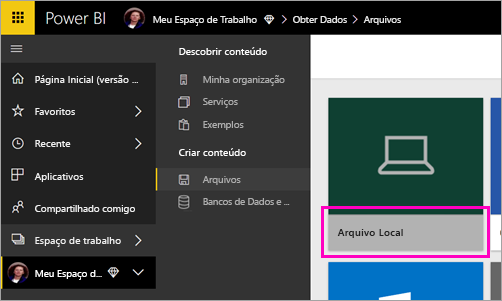 Power BI
Meu Espaço de Trabalho > Obter Dados > Arquivos
Página Inicial (versão ...
Favoritos
Recente
Aplicativos
Compartilhado comigo
Espaço de trabalho
Meu Espaço d...
Descobrir conteúdo
Minha organização
Serviços
Exemplos
Criar conteúdo
Arquivos
Bancos de Dados e ...
Arquivo Local